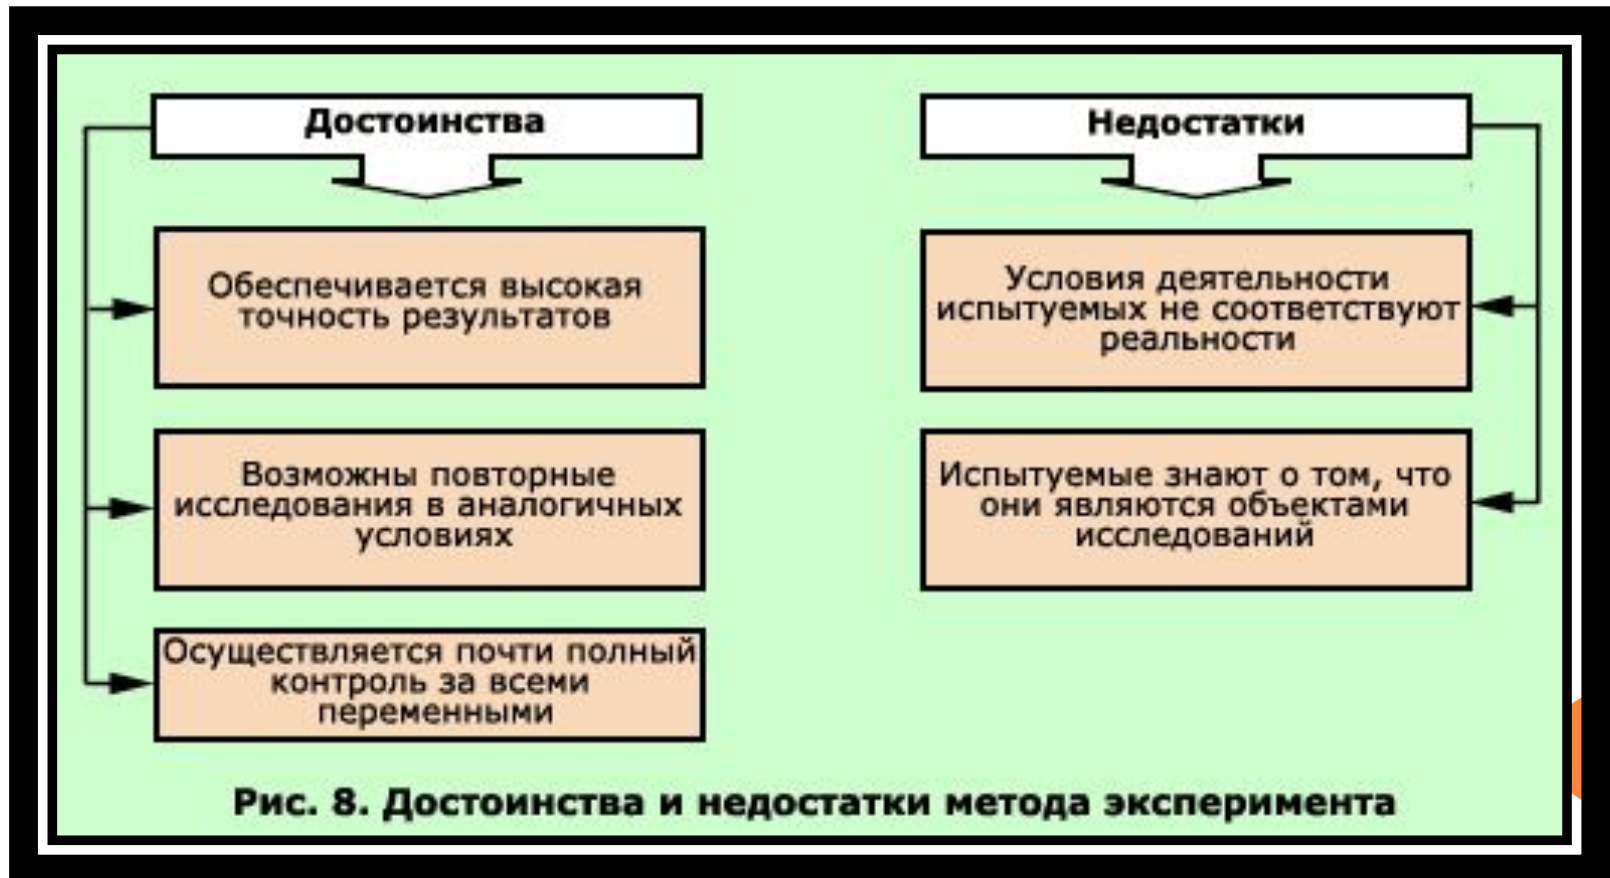 Достоинства
Обеспечивается высокая
точность результатов
Возможны повторные
исследования в аналогичных
условиях
Осуществляется почти полный
контроль за всеми
переменными
Недостатки
Условия деятельности
испытуемых не соответствуют
реальности
Испытуемые знают о том, что
они являются объектами
исследований
Рис. 8. Достоинства и недостатки метода эксперимента